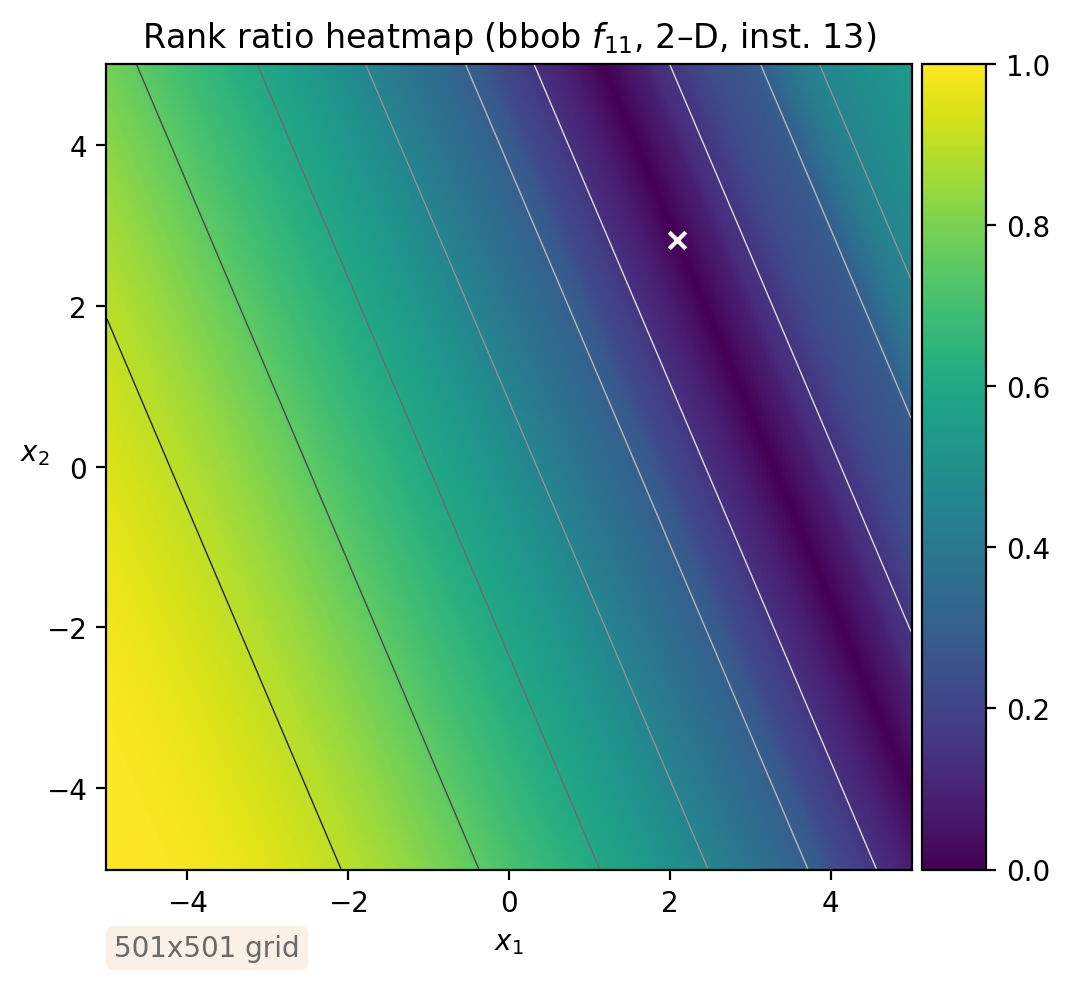 Rank ratio heatmap (bbob f₁₁, 2–D, inst. 13)
1.0
0.8
0.6
0.4
0.2
0.0
4
2
0
−2
−4
x₂
−4 −2 0 2 4
x₁
501x501 grid